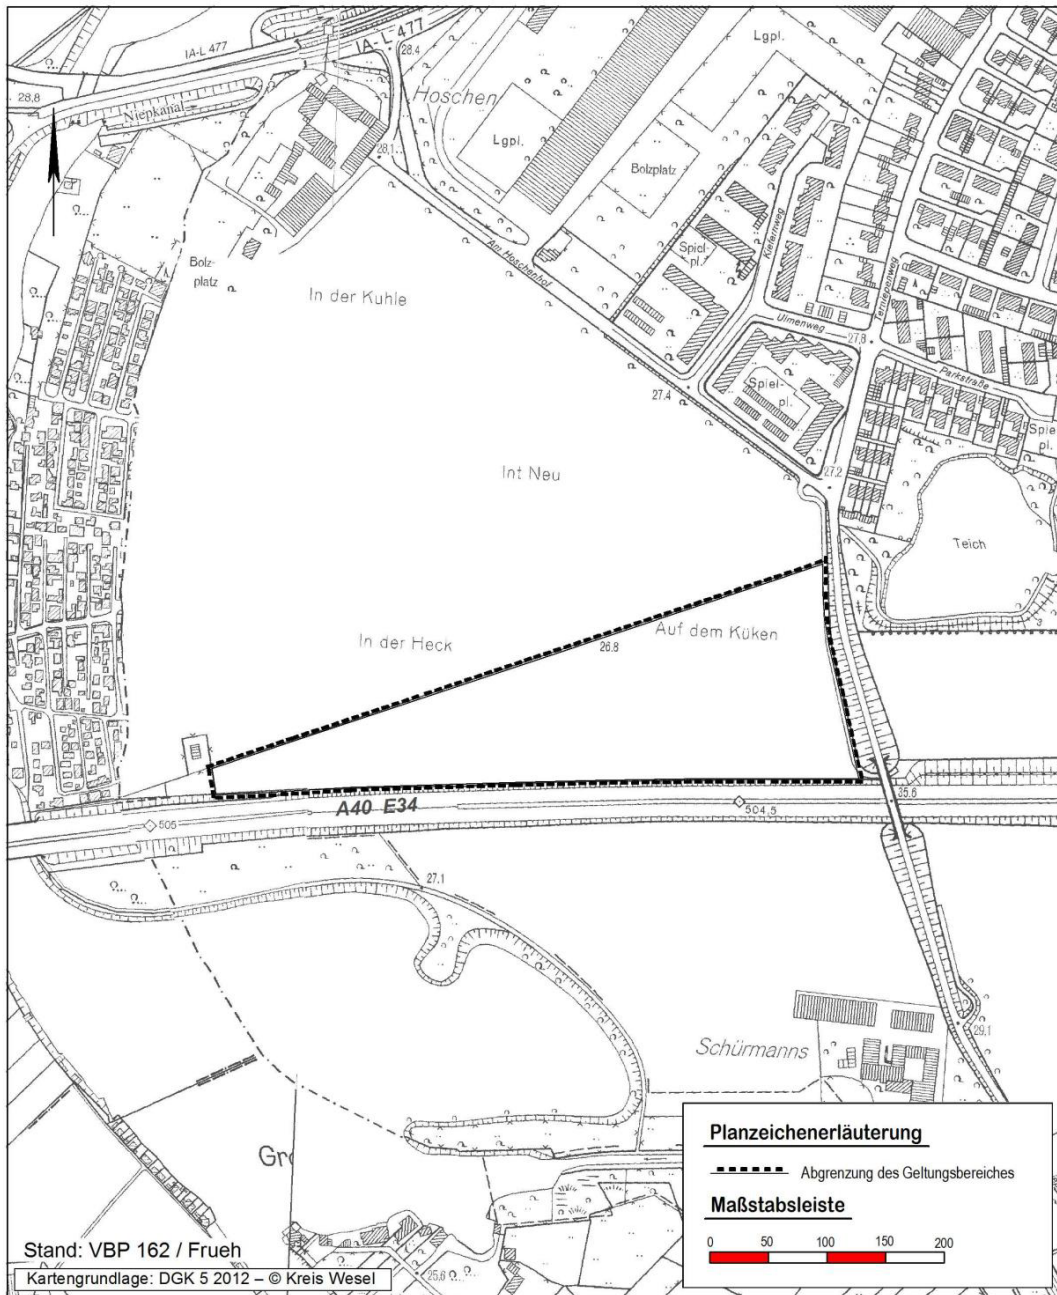 IA-L 477
IA-L 477
28,4
28,8
Niepkanal
Hoschen
28,1
Lgpl.
Lgpl.
Bolzplatz
Am Hoschenhof
Spiel-
pl.
Kiefernweg
Ulmenweg
27,8
Parkstraße
Bolz-
platz
In der Kuhle
27.4
Spiel-
pl.
Spiel-
pl.
27,2
Int Neu
Teich
3
In der Heck
26.8
Auf dem Küken
A40 E34
505
504,5
35,6
27,1
Schürmanns
29,1
25,6
Planzeichenerläuterung
Abgrenzung des Geltungsbereiches
Maßstabsleiste
0 50 100 150 200
Stand: VBP 162 / Frueh
Kartengrundlage: DGK 5 2012 – © Kreis Wesel